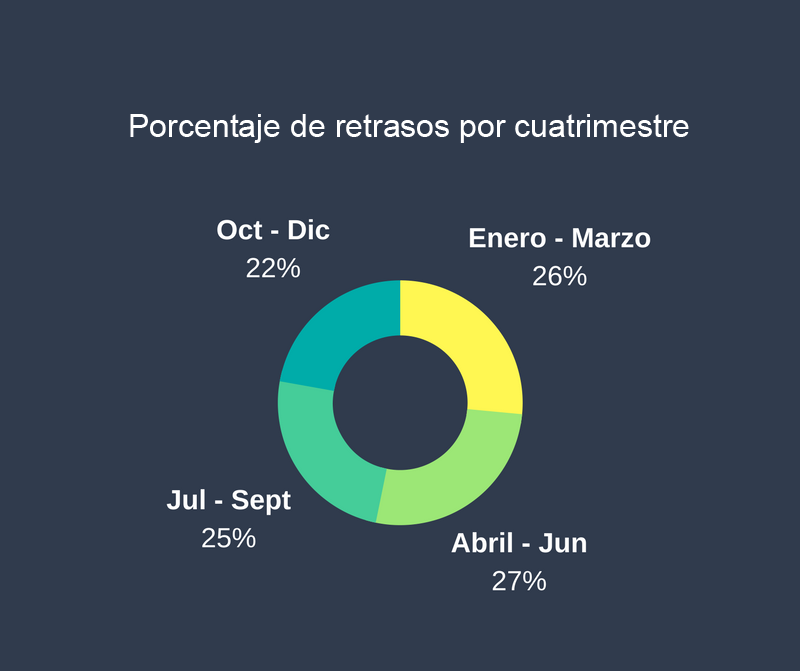 Porcentaje de retrasos por cuatrimestre
Oct - Dic
22%
Enero - Marzo
26%
Jul - Sept
25%
Abril - Jun
27%